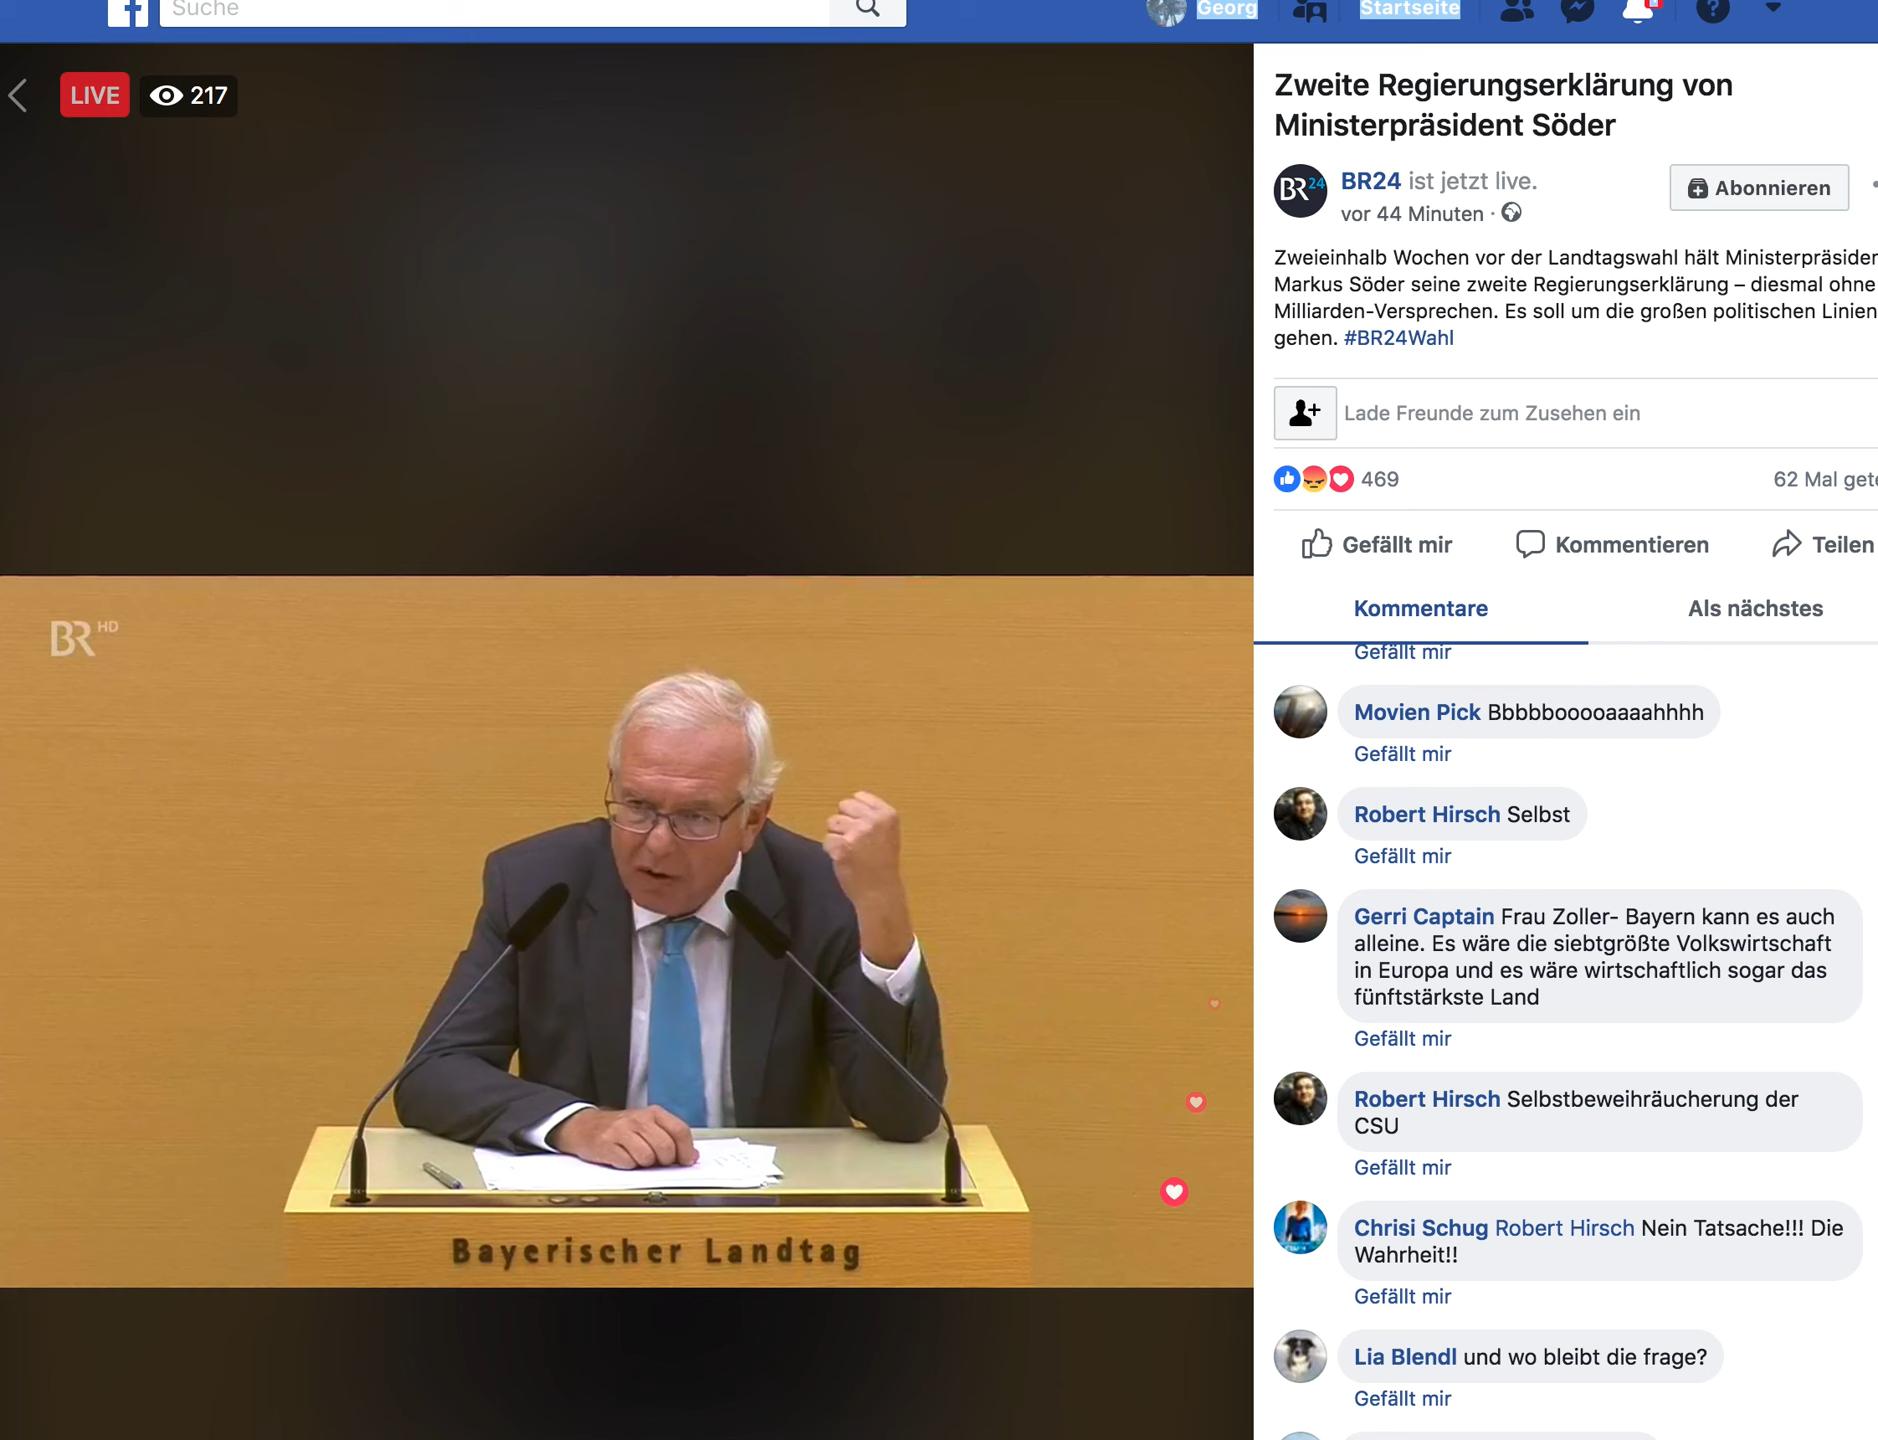 Suche
Georg
Startseite
LIVE
217
BR HD
Bayerischer Landtag
Zweite Regierungserklärung von
Ministerpräsident Söder
BR24
BR24 ist jetzt live.
vor 44 Minuten ·
Abonnieren
Zweieinhalb Wochen vor der Landtagswahl hält
Markus Söder seine zweite Regierungserklärung – diesmal ohne
Milliarden-Versprechen. Es soll um die großen politischen Linien
gehen. #BR24Wahl
Lade Freunde zum Zusehen ein
469
62 Mal
Gefällt mir
Kommentieren
Teilen
Kommentare
Als nächstes
Gefällt mir
Movien Pick Bbbbbooooaaaahhhh
Gefällt mir
Robert Hirsch Selbst
Gefällt mir
Gerri Captain Frau Zoller- Bayern kann es auch
alleine. Es wäre die siebtgrößte Volkswirtschaft
in Europa und es wäre wirtschaftlich sogar das
fünftstärkste Land
Gefällt mir
Robert Hirsch Selbstbeweihräucherung der
CSU
Gefällt mir
Chrisi Schug Robert Hirsch Nein Tatsache!!! Die
Wahrheit!!
Gefällt mir
Lia Blendl und wo bleibt die frage?
Gefällt mir